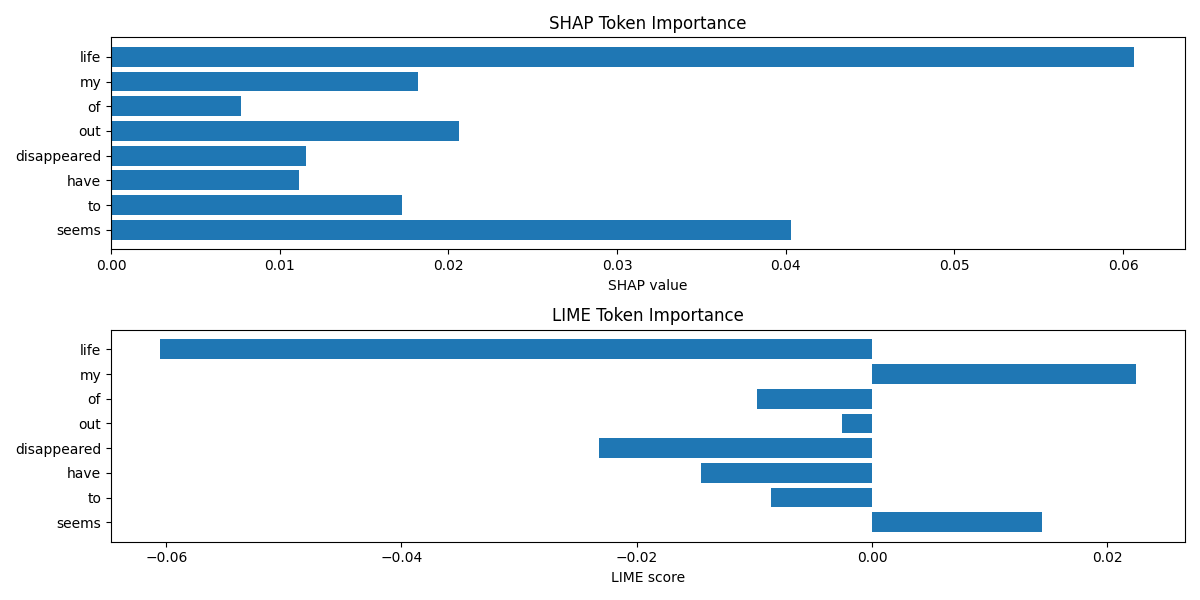 SHAP Token Importance
life
my
of
out
disappeared
have
to
seems
0.00 0.01 0.02 0.03 0.04 0.05 0.06
SHAP value
LIME Token Importance
life
my
of
out
disappeared
have
to
seems
−0.06 −0.04 −0.02 0.00 0.02
LIME score